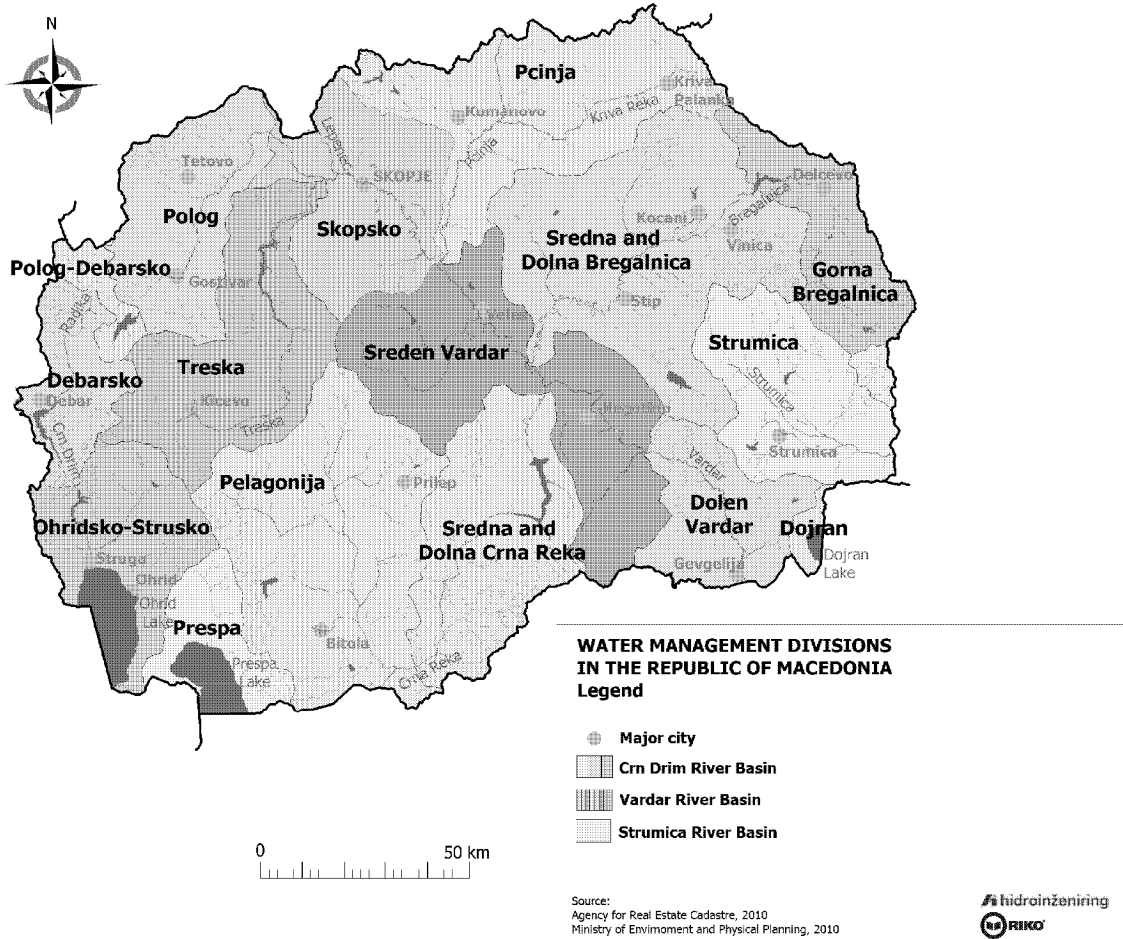 N
Pcinja
Kriva
Palanka
Kriva Reka
Kumanovo
Pcinja
Lepenec
Tetovo
SKOPJE
Delcevo
Bregalnica
Polog
Skopsko
Kocani
Vinica
Sredna and
Dolna Bregalnica
Polog-Debarsko
Gostivar
Gorna
Bregalnica
Radika
Stip
Strumica
Sreden Vardar
Treska
Debarsko
Debar
Kicevo
Treska
Strumica
Negotino
Crn Drim
Strumica
Vardar
Pelagonija
Prilep
Dolen
Vardar
Dojran
Ohridsko-Strusko
Sredna and
Dolna Crna Reka
Struga
Gevgelija
Dojran
Lake
Ohrid
Ohrid
Lake
Prespa
Bitola
Prespa
Lake
Crna Reka
WATER MANAGEMENT DIVISIONS
IN THE REPUBLIC OF MACEDONIA
Legend
Major city
Crn Drim River Basin
Vardar River Basin
Strumica River Basin
0 50 km
Source:
Agency for Real Estate Cadastre, 2010
Ministry of Envirnoment and Physical Planning, 2010
hidroinženiring
RIKO